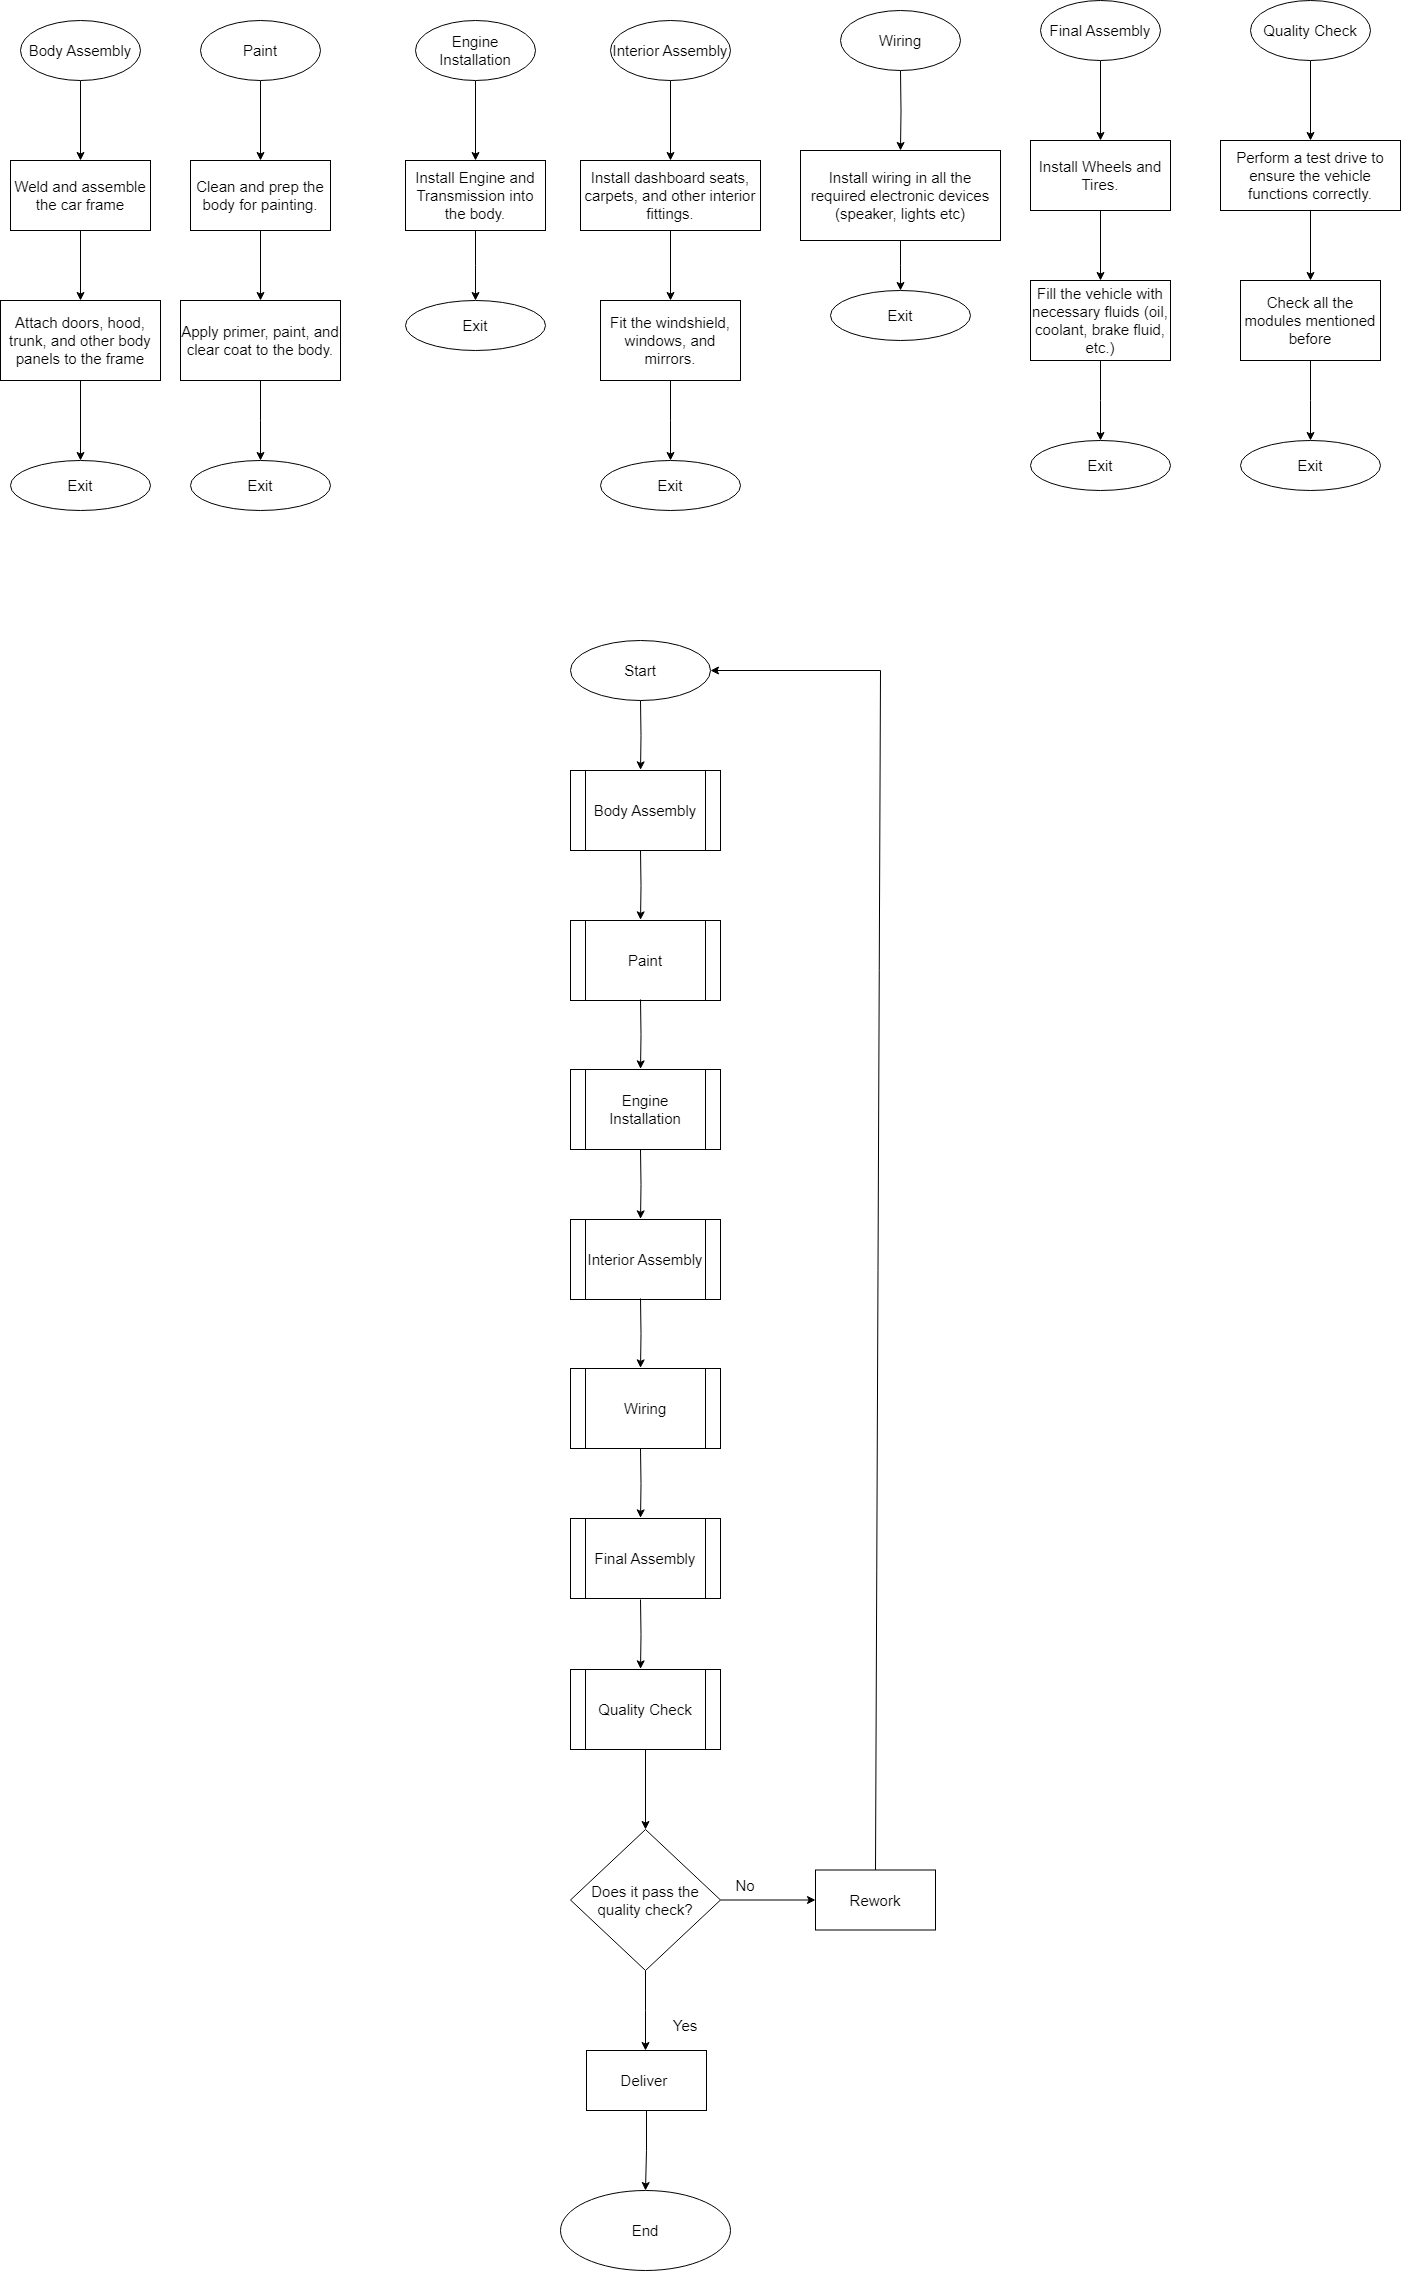 Body Assembly
Weld and assemble
the car frame
Attach doors, hood,
trunk, and other body
panels to the frame
Exit
Paint
Clean and prep the
body for painting.
Apply primer, paint, and
clear coat to the body.
Exit
Engine
Installation
Install Engine and
Transmission into
the body.
Exit
Interior Assembly
Install dashboard seats,
carpets, and other interior
fittings.
Fit the windshield,
windows, and
mirrors.
Exit
Wiring
Install wiring in all the
required electronic devices
(speaker, lights etc)
Exit
Final Assembly
Install Wheels and
Tires.
Fill the vehicle with
necessary fluids (oil,
coolant, brake fluid,
etc.)
Exit
Quality Check
Perform a test drive to
ensure the vehicle
functions correctly.
Check all the
modules mentioned
before
Exit
Start
Body Assembly
Paint
Engine
Installation
Interior Assembly
Wiring
Final Assembly
Quality Check
Does it pass the
quality check?
No
Rework
Yes
Deliver
End